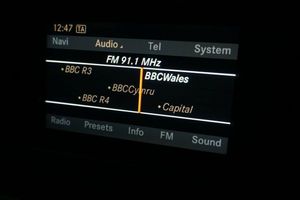 12:47 TA
Navi Audio Tel System
FM 91.1 MHz
BBC R3 BBCWales
BBCCymru
BBC R4 Capital
Radio Presets Info FM Sound